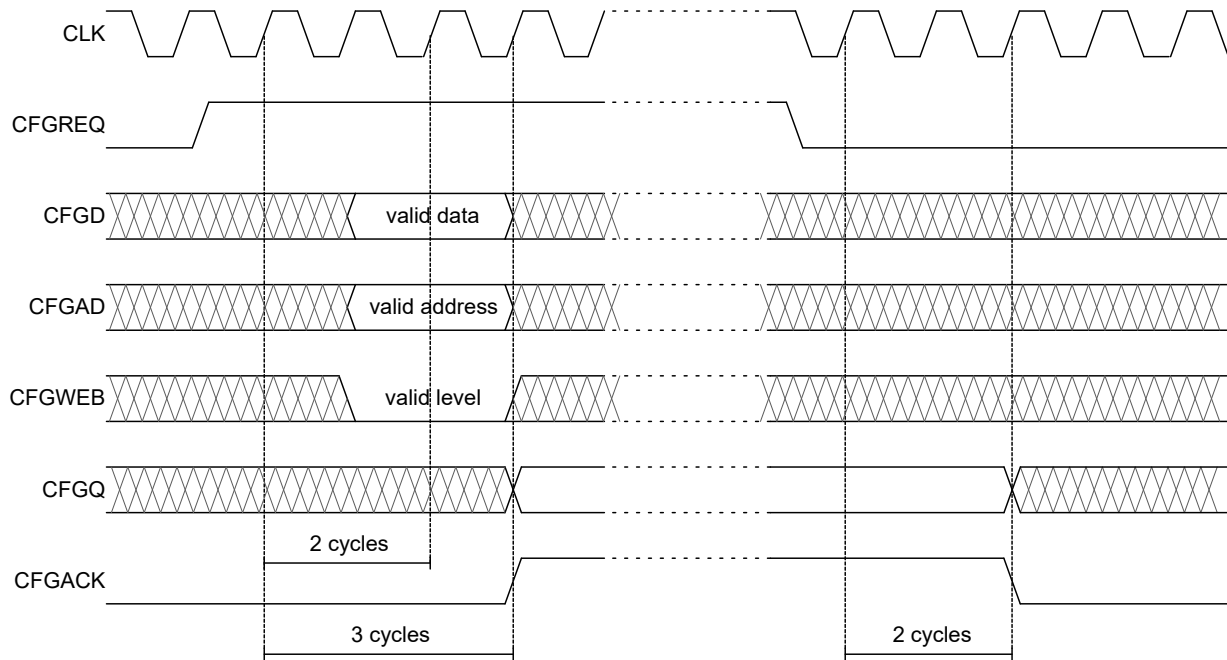 CLK
CFGREQ
CFGD
valid data
CFGAD
valid address
CFGWEB
valid level
CFGQ
2 cycles
CFGACK
3 cycles
2 cycles